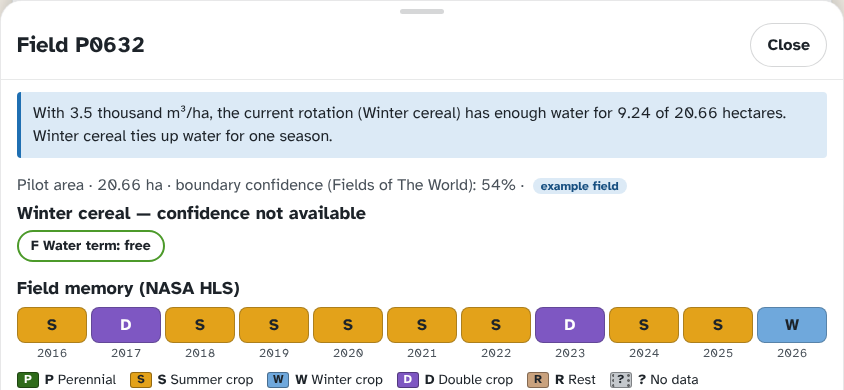 Field P0632
Close
With 3.5 thousand m³/ha, the current rotation (Winter cereal) has enough water for 9.24 of 20.66 hectares.
Winter cereal ties up water for one season.
Pilot area · 20.66 ha · boundary confidence (Fields of The World): 54% · example field
Winter cereal — confidence not available
F Water term: free
Field memory (NASA HLS)
S D S S S S S D S S W
2016 2017 2018 2019 2020 2021 2022 2023 2024 2025 2026
P P Perennial S S Summer crop W W Winter crop D D Double crop R R Rest ? ? No data